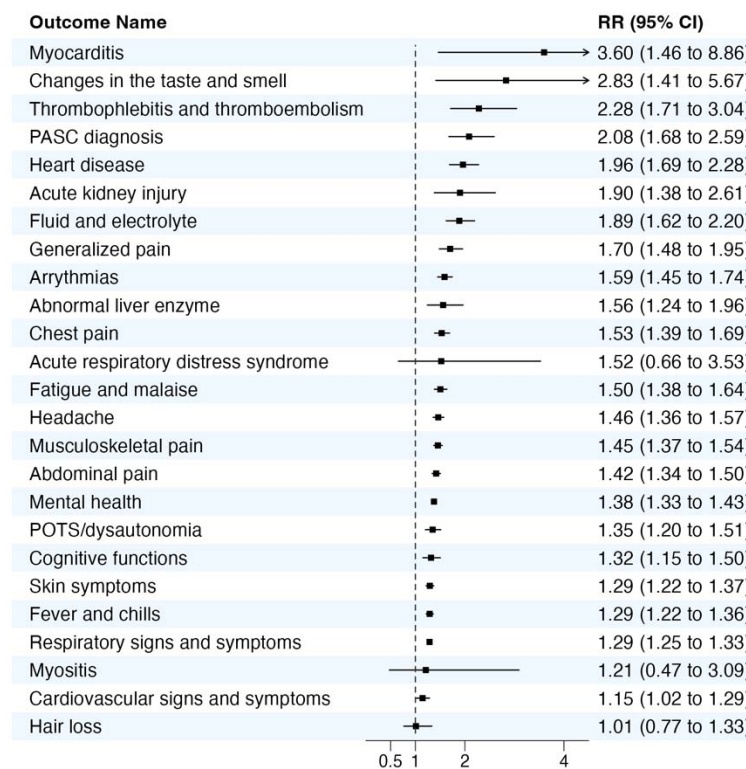 Outcome Name RR (95% CI)
Myocarditis 3.60 (1.46 to 8.86)
Changes in the taste and smell 2.83 (1.41 to 5.67)
Thrombophlebitis and thromboembolism 2.28 (1.71 to 3.04)
PASC diagnosis 2.08 (1.68 to 2.59)
Heart disease 1.96 (1.69 to 2.28)
Acute kidney injury 1.90 (1.38 to 2.61)
Fluid and electrolyte 1.89 (1.62 to 2.20)
Generalized pain 1.70 (1.48 to 1.95)
Arrythmias 1.59 (1.45 to 1.74)
Abnormal liver enzyme 1.56 (1.24 to 1.96)
Chest pain 1.53 (1.39 to 1.69)
Acute respiratory distress syndrome 1.52 (0.66 to 3.53)
Fatigue and malaise 1.50 (1.38 to 1.64)
Headache 1.46 (1.36 to 1.57)
Musculoskeletal pain 1.45 (1.37 to 1.54)
Abdominal pain 1.42 (1.34 to 1.50)
Mental health 1.38 (1.33 to 1.43)
POTS/dysautonomia 1.35 (1.20 to 1.51)
Cognitive functions 1.32 (1.15 to 1.50)
Skin symptoms 1.29 (1.22 to 1.37)
Fever and chills 1.29 (1.22 to 1.36)
Respiratory signs and symptoms 1.29 (1.25 to 1.33)
Myositis 1.21 (0.47 to 3.09)
Cardiovascular signs and symptoms 1.15 (1.02 to 1.29)
Hair loss 1.01 (0.77 to 1.33)
0.5 1 2 4